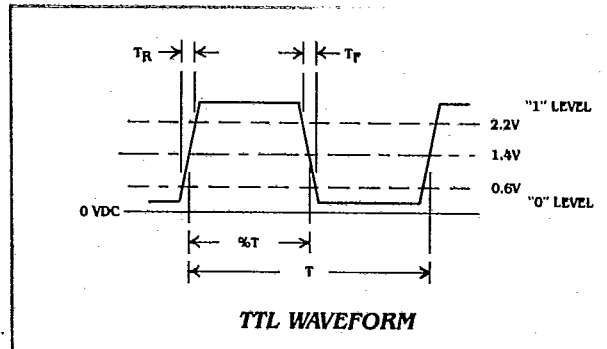 TR
TF
"1" LEVEL
2.2V
1.4V
0.6V
"0" LEVEL
0 VDC
%T
T
TTL WAVEFORM